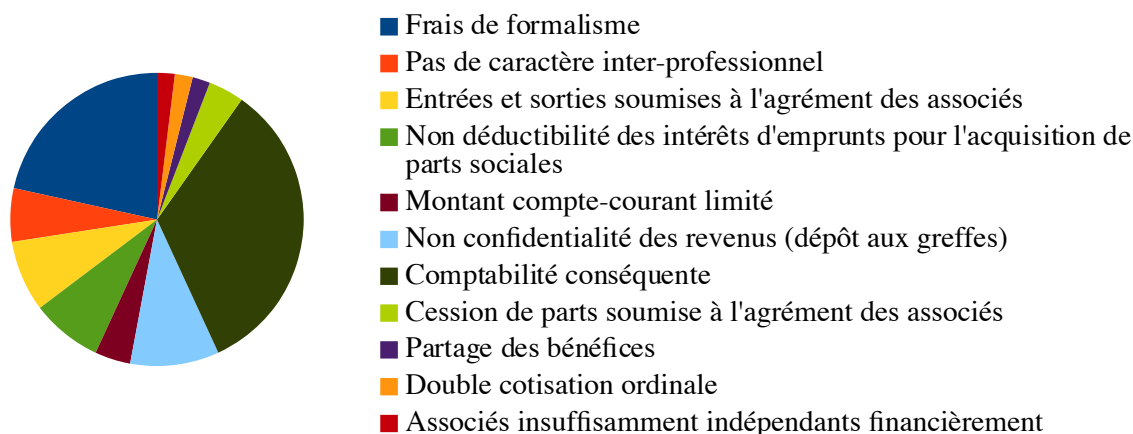 Frais de formalisme
Pas de caractère inter-professionnel
Entrées et sorties soumises à l'agrément des associés
Non déductibilité des intérêts d'emprunts pour l'acquisition de
parts sociales
Montant compte-courant limité
Non confidentialité des revenus (dépôt aux greffes)
Comptabilité conséquente
Cession de parts soumise à l'agrément des associés
Partage des bénéfices
Double cotisation ordinale
Associés insuffisamment indépendants financièrement